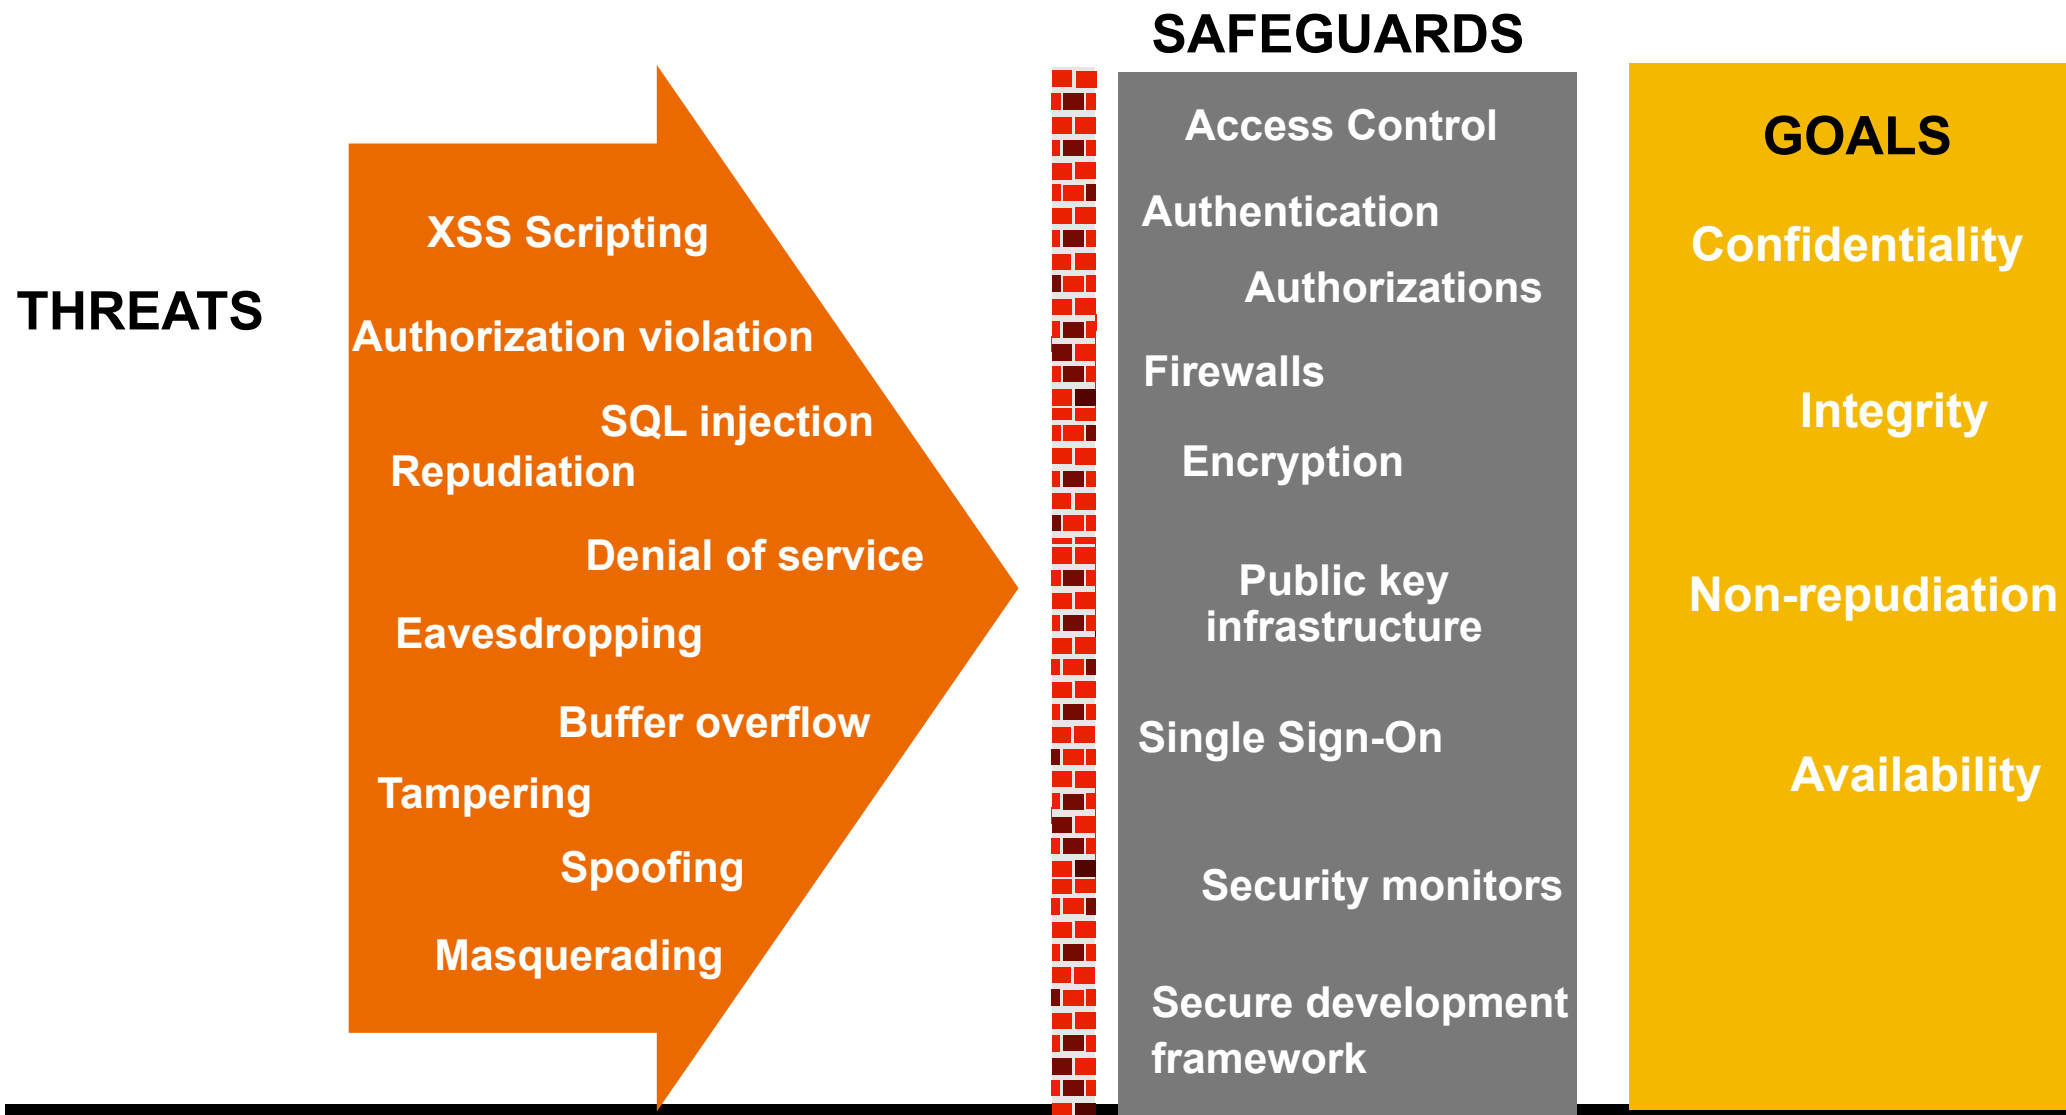 THREATS
XSS Scripting
Authorization violation
SQL injection
Repudiation
Denial of service
Eavesdropping
Buffer overflow
Tampering
Spoofing
Masquerading
SAFEGUARDS
Access Control
Authentication
Authorizations
Firewalls
Encryption
Public key
infrastructure
Single Sign-On
Security monitors
Secure development
framework
GOALS
Confidentiality
Integrity
Non-repudiation
Availability